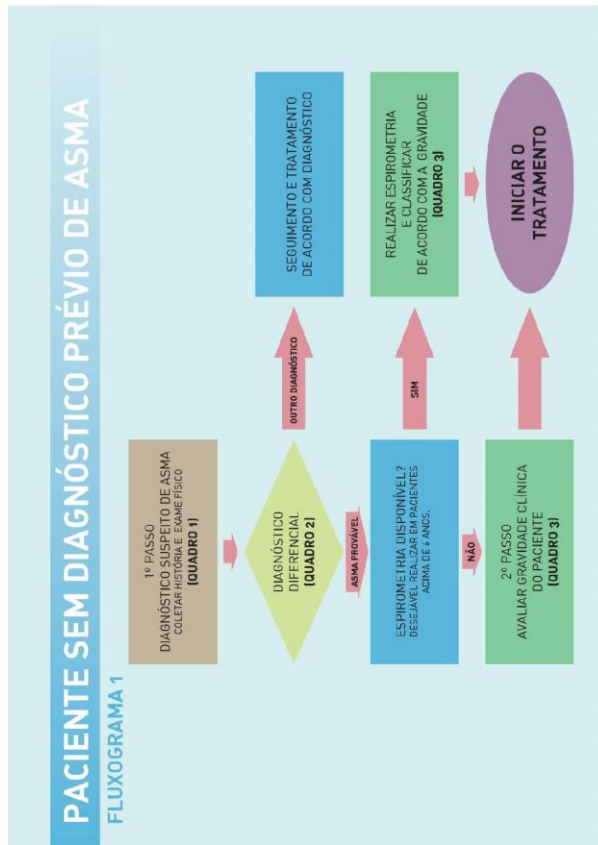 PACIENTE SEM DIAGNÓSTICO PRÉVIO DE ASMA
FLUXOGRAMA 1
1º PASSO
DIAGNÓSTICO SUSPEITO DE ASMA
COLETAR HISTÓRIA E EXAME FÍSICO
(QUADRO 1)
DIAGNÓSTICO
DIFERENCIAL
(QUADRO 2)
OUTRO DIAGNÓSTICO
SEGUIMENTO E TRATAMENTO
DE ACORDO COM DIAGNÓSTICO
ASMA PROVÁVEL
ESPIROMETRIA DISPONÍVEL?
DESEJÁVEL REALIZAR EM PACIENTES
ACIMA DE 6 ANOS.
SIM
REALIZAR ESPIROMETRIA
E CLASSIFICAR
DE ACORDO COM A GRAVIDADE
(QUADRO 3)
NÃO
2º PASSO
AVALIAR GRAVIDADE CLÍNICA
DO PACIENTE
(QUADRO 3)
INICIAR O
TRATAMENTO